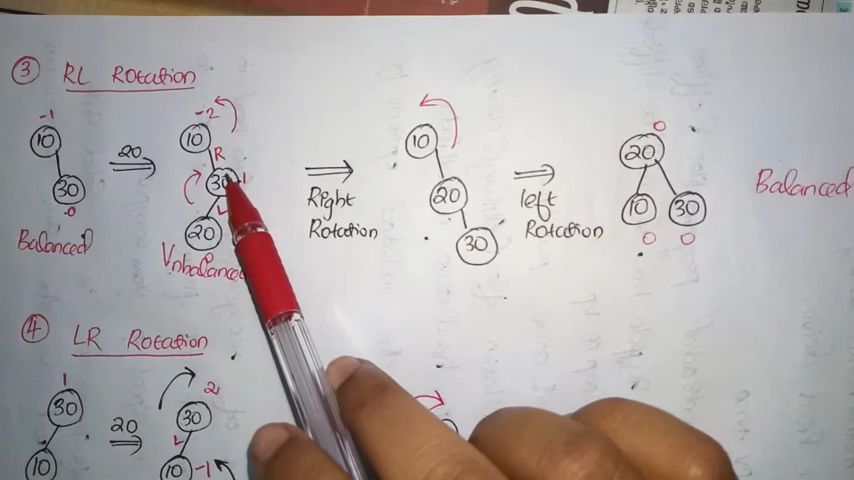 ③ RL Rotation
-1
10
30
0
Balanced
20
-2
10
R
30
1
20
Unbalanced
Right
Rotation
10
20
30
left
Rotation
0
20
10
30
0
0
Balanced
④ LR Rotation
1
30
10
20
2
30
10
-1